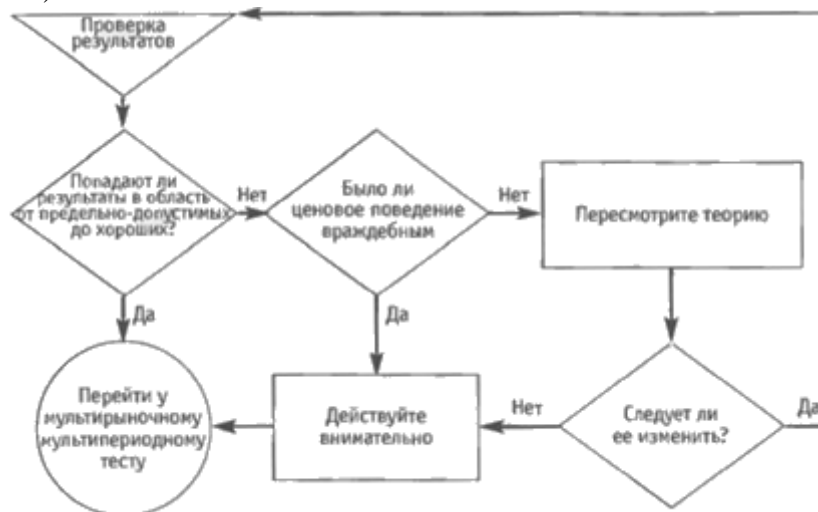 Проверка
результатов
Попадают ли
результаты в область
от предельно-допустимых
до хороших?
Нет
Было ли
ценовое поведение
враждебным
Нет
Пересмотрите теорию
Да
Да
Перейти у
мультирыночному
мультипериодному
тесту
Действуйте
внимательно
Нет
Следует ли
ее изменить?
Да